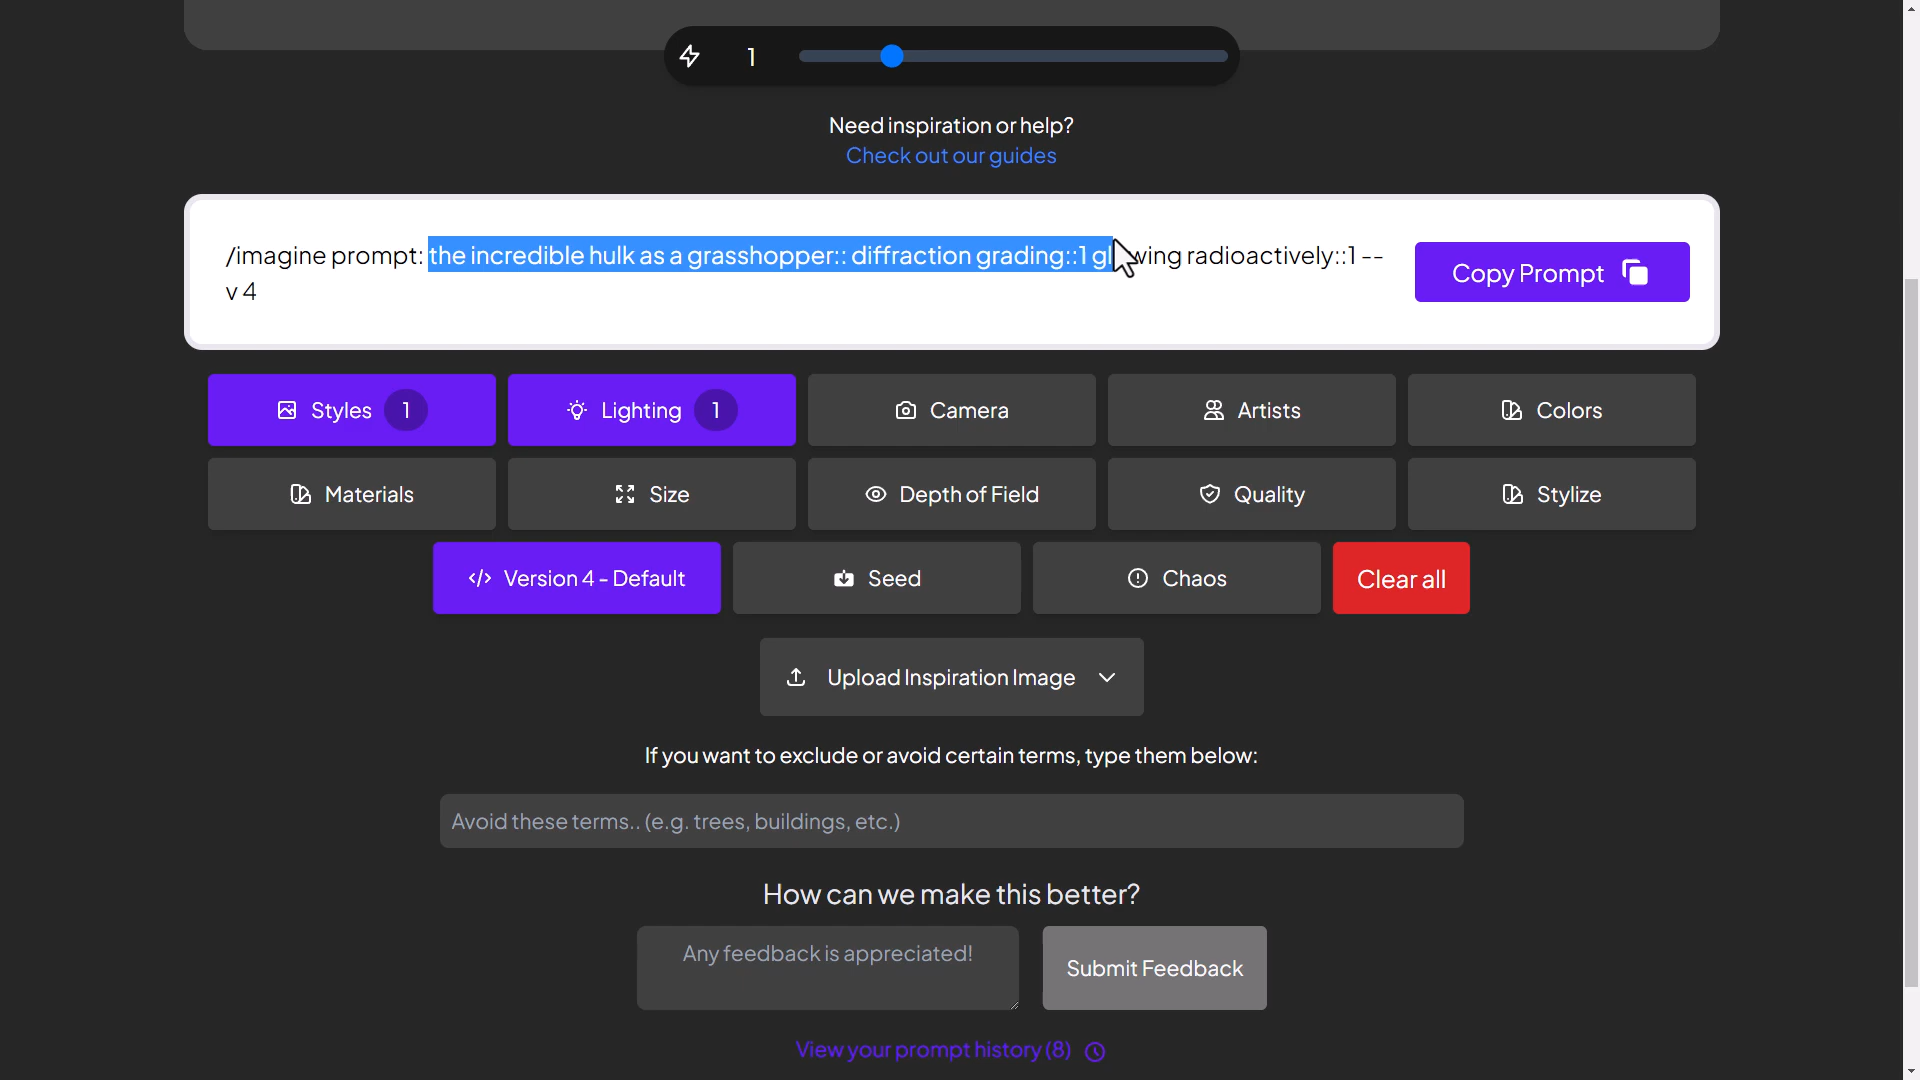 1
Need inspiration or help?
Check out our guides
/imagine prompt: the incredible hulk as a grasshopper:: diffraction grading::1 glowing radioactively::1 --
v 4
Copy Prompt
Styles 1
Lighting 1
Camera
Artists
Colors
Materials
Size
Depth of Field
Quality
Stylize
</> Version 4 - Default
Seed
Chaos
Clear all
Upload Inspiration Image
If you want to exclude or avoid certain terms, type them below:
Avoid these terms.. (e.g. trees, buildings, etc.)
How can we make this better?
Any feedback is appreciated!
Submit Feedback
View your prompt history (8)